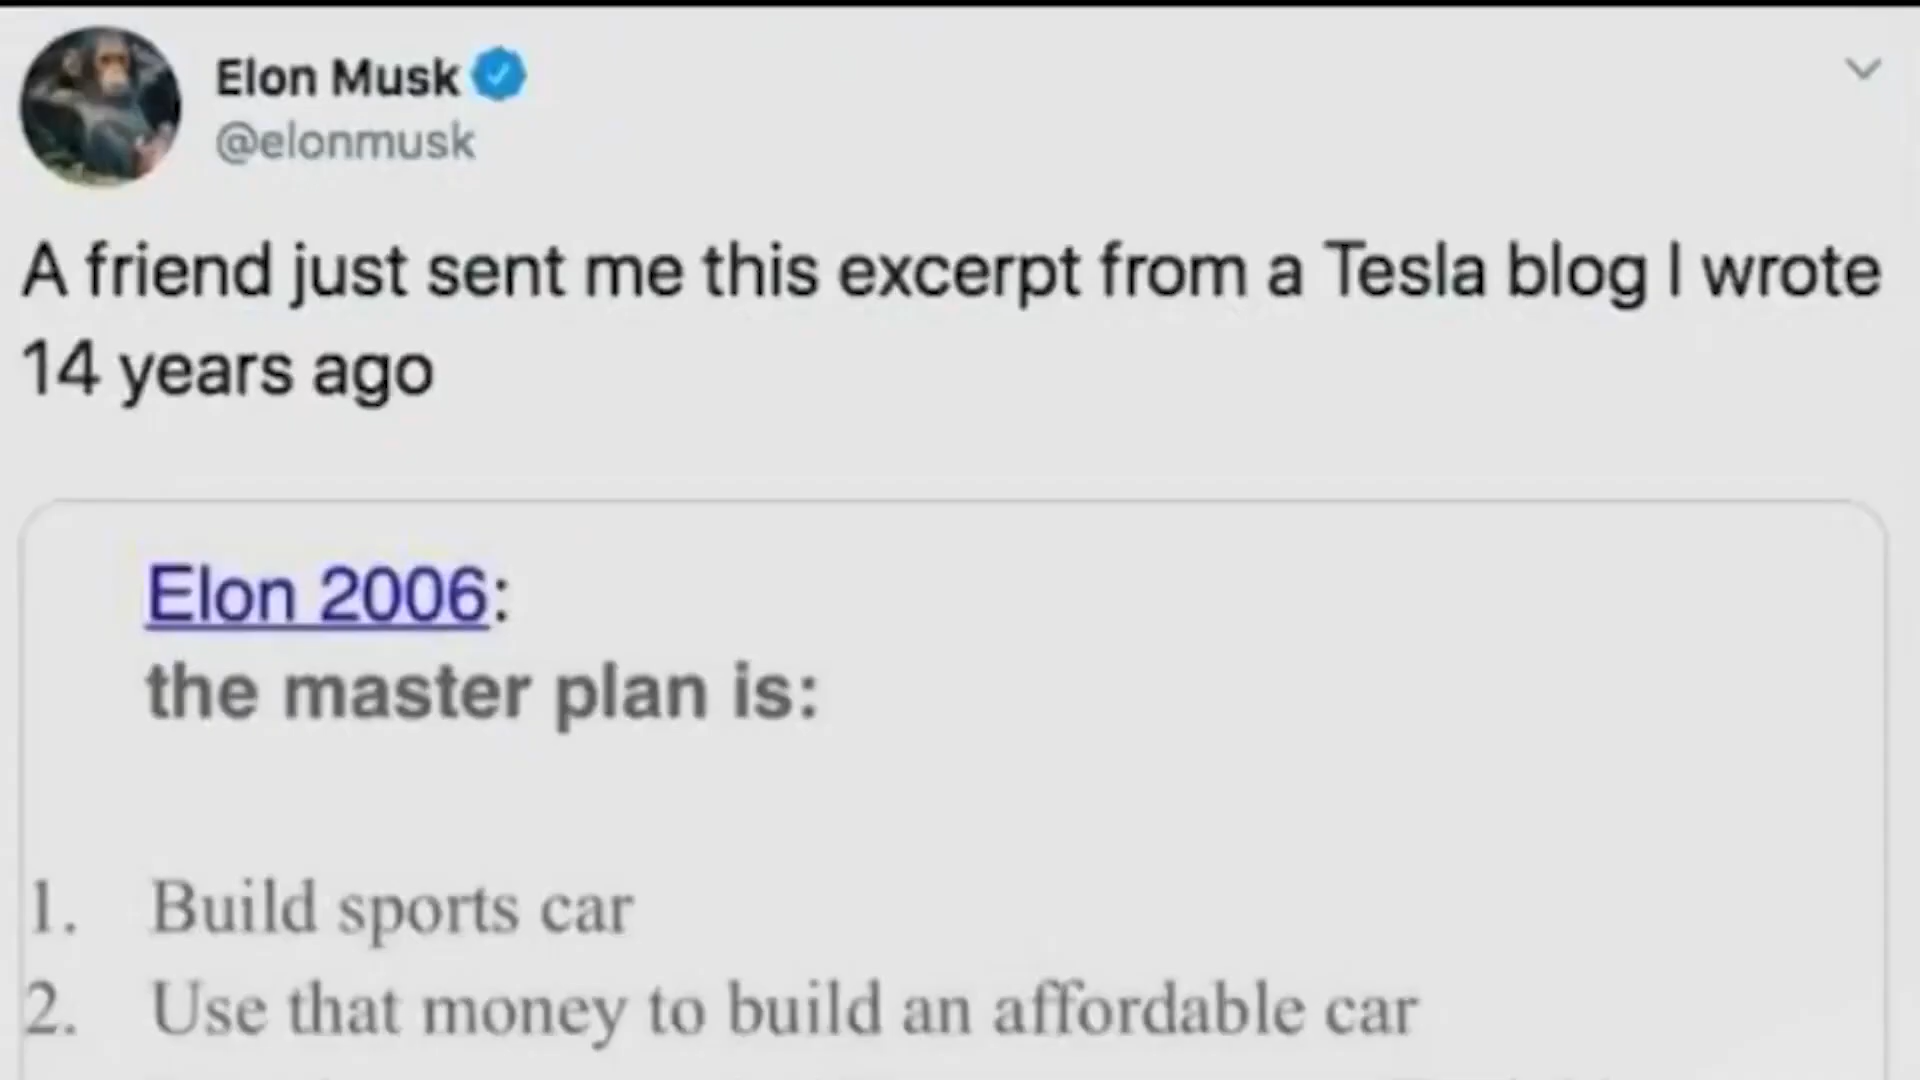 Elon Musk
@elonmusk
A friend just sent me this excerpt from a Tesla blog I wrote
14 years ago
Elon 2006:
the master plan is:
1. Build sports car
2. Use that money to build an affordable car